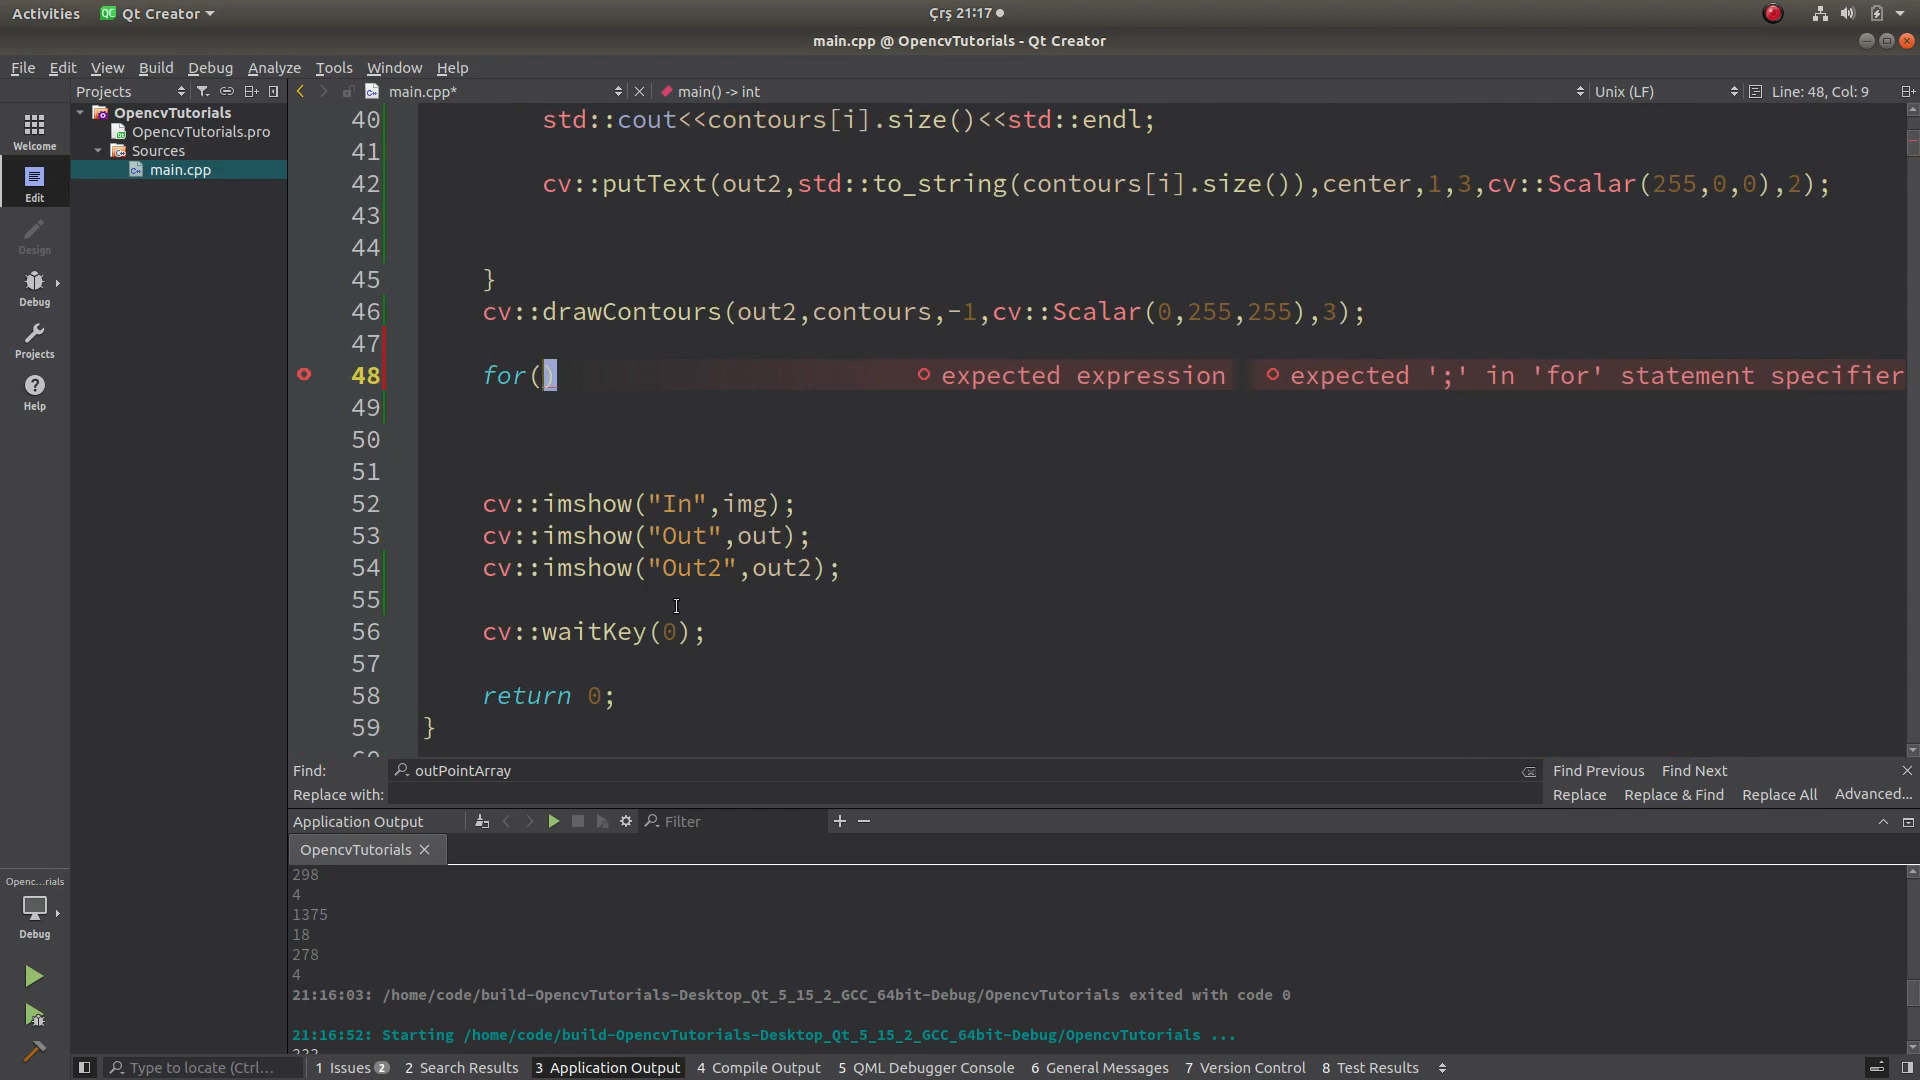 Activities Qt Creator Çrş 21:17
main.cpp @ OpencvTutorials - Qt Creator
File Edit View Build Debug Analyze Tools Window Help
Projects main.cpp* main() -> int Unix (LF) Line: 48, Col: 9
OpencvTutorials
OpencvTutorials.pro
Sources
main.cpp
Welcome
Edit
Design
Debug
Projects
Help
40 std::cout<<contours[i].size()<<std::endl;
41
42 cv::putText(out2,std::to_string(contours[i].size()),center,1,3,cv::Scalar(255,0,0),2);
43
44
45 }
46 cv::drawContours(out2,contours,-1,cv::Scalar(0,255,255),3);
47
48 for() expected expression expected ';' in 'for' statement specifier
49
50
51
52 cv::imshow("In",img);
53 cv::imshow("Out",out);
54 cv::imshow("Out2",out2);
55
56 cv::waitKey(0);
57
58 return 0;
59 }
Find: outPointArray Find Previous Find Next
Replace with: Replace Replace & Find Replace All Advanced...
Application Output Filter
OpencvTutorials
298
4
1375
18
278
4
21:16:03: /home/code/build-OpencvTutorials-Desktop_Qt_5_15_2_GCC_64bit-Debug/OpencvTutorials exited with code 0
21:16:52: Starting /home/code/build-OpencvTutorials-Desktop_Qt_5_15_2_GCC_64bit-Debug/OpencvTutorials ...
Openc...rials
Debug
Type to locate (Ctrl... 1 Issues 2 2 Search Results 3 Application Output 4 Compile Output 5 QML Debugger Console 6 General Messages 7 Version Control 8 Test Results